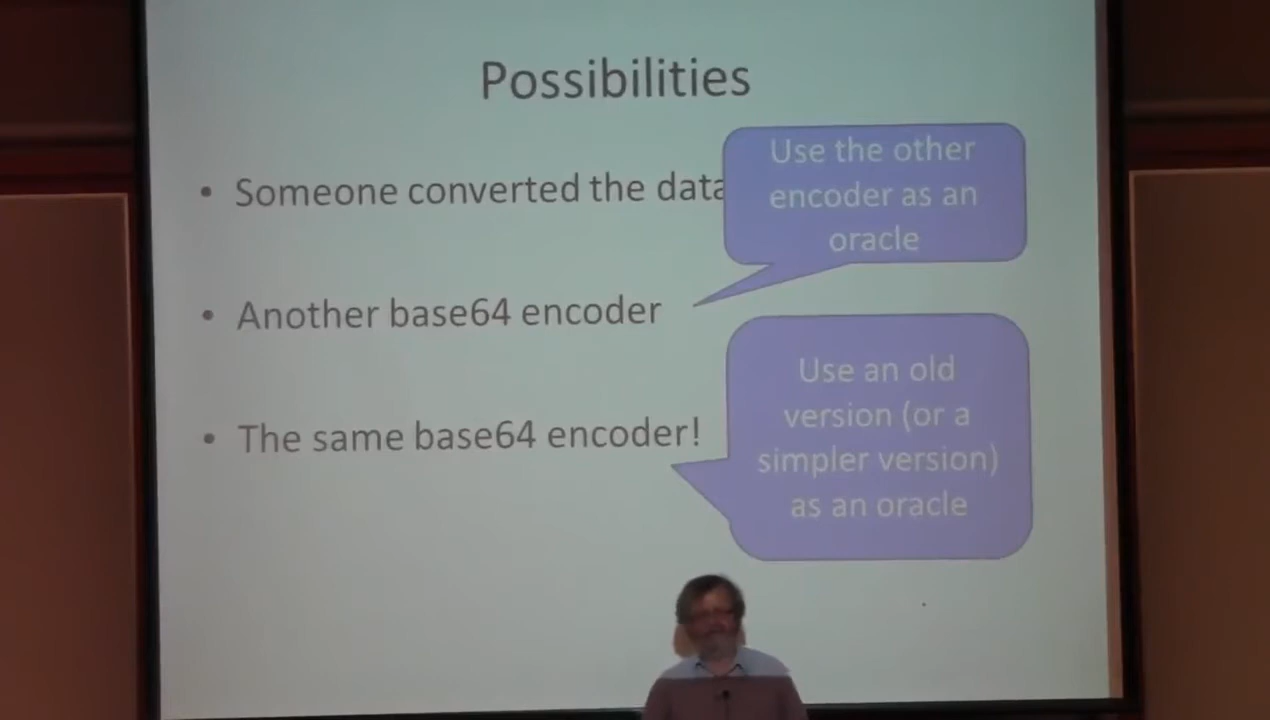 Possibilities
• Someone converted the data
Use the other
encoder as an
oracle
• Another base64 encoder
• The same base64 encoder!
Use an old
version (or a
simpler version)
as an oracle